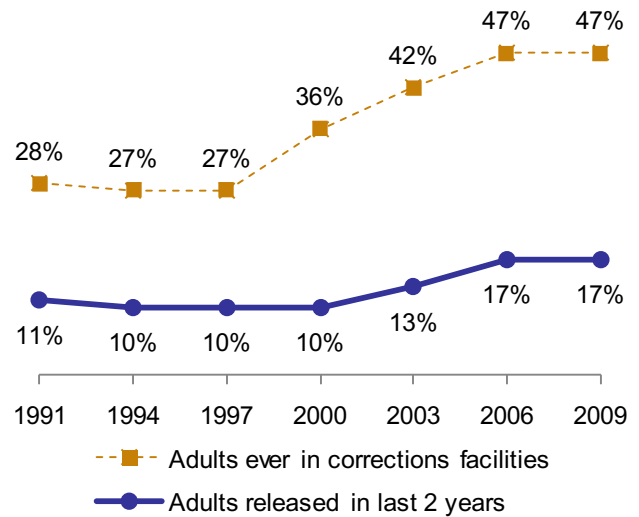 47% 47%
42%
36%
28% 27% 27%
17% 17%
13%
11% 10% 10% 10%
1991 1994 1997 2000 2003 2006 2009
Adults ever in corrections facilities
Adults released in last 2 years